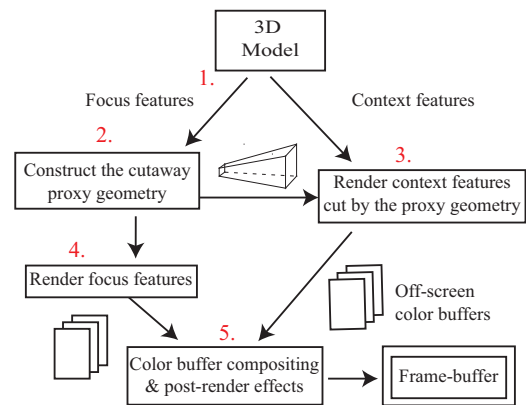 3D
Model
1.
Focus features
Context features
2.
3.
Construct the cutaway
proxy geometry
Render context features
cut by the proxy geometry
4.
Render focus features
Off-screen
color buffers
5.
Color buffer compositing
& post-render effects
Frame-buffer